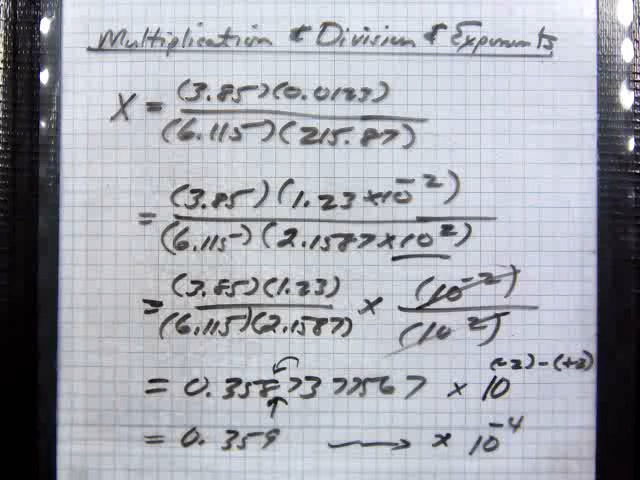 Multiplication & Division & Exponents
X = (3.85)(0.0123) / (6.115)(215.87)
= (3.85)(1.23 x 10^-2) / (6.115)(2.1587 x 10^2)
= (3.85)(1.23) / (6.115)(2.1587) x (10^-2) / (10^2)
= 0.3587377567 x 10^(-2)-(+2)
= 0.359 → x 10^-4